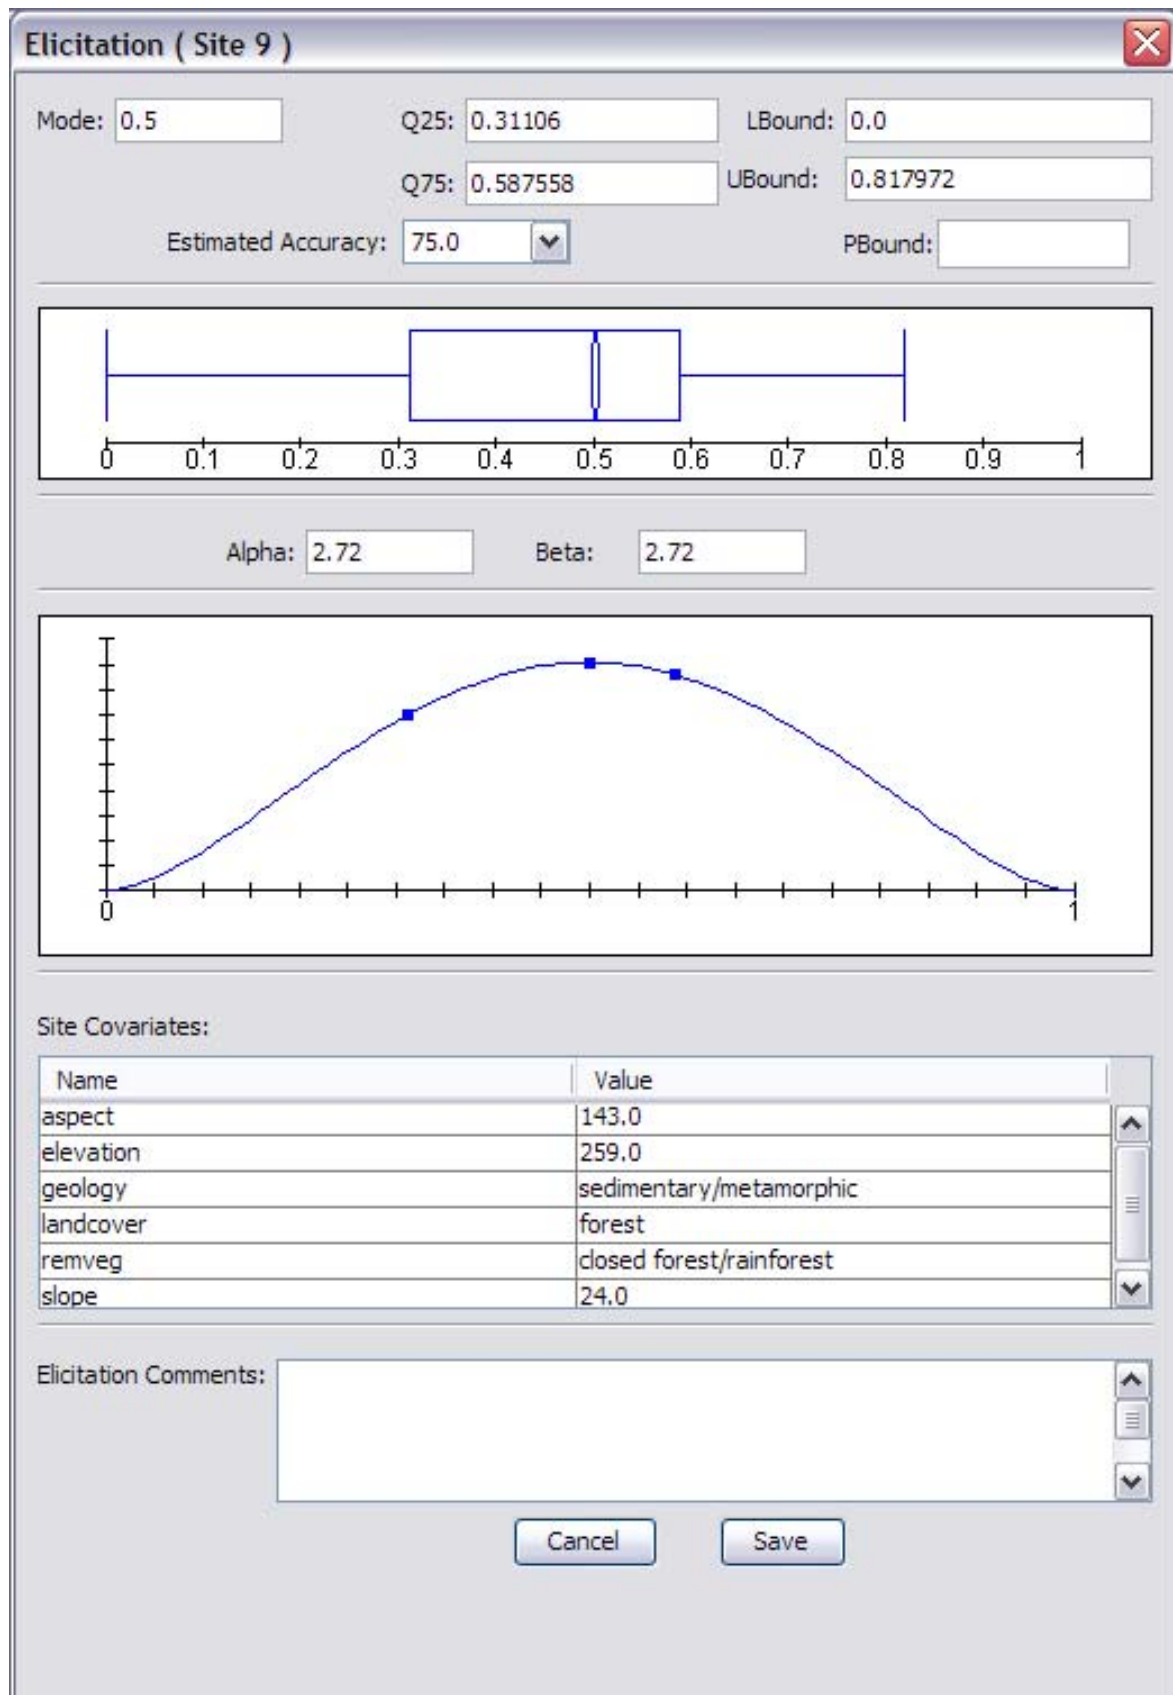 Elicitation ( Site 9 )
Mode: 0.5 Q25: 0.31106 LBound: 0.0
Q75: 0.587558 UBound: 0.817972
Estimated Accuracy: 75.0 PBound:
0 0.1 0.2 0.3 0.4 0.5 0.6 0.7 0.8 0.9 1
Alpha: 2.72 Beta: 2.72
0 1
Site Covariates:
Name Value
aspect 143.0
elevation 259.0
geology sedimentary/metamorphic
landcover forest
remveg closed forest/rainforest
slope 24.0
Elicitation Comments:
Cancel Save